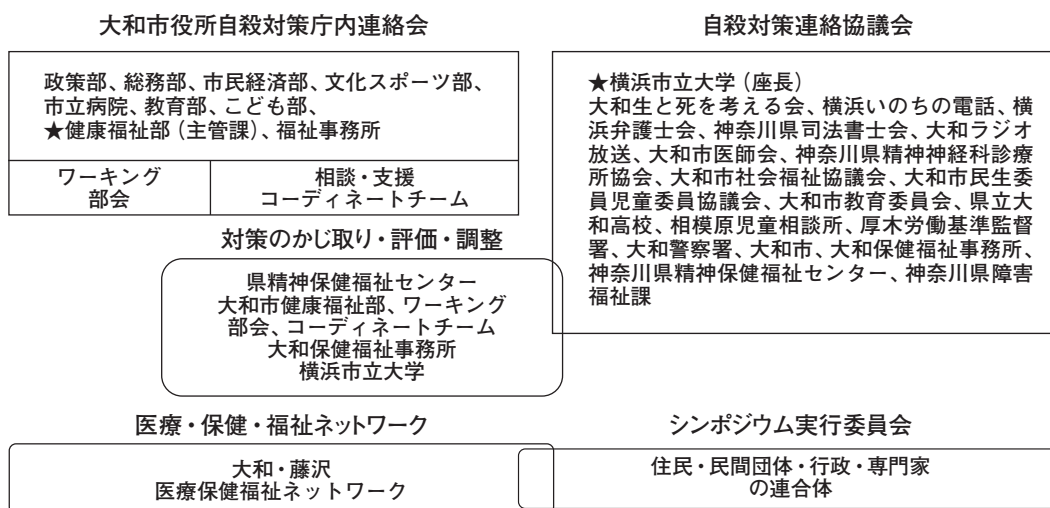 大和市役所自殺対策庁内連絡会
政策部、総務部、市民経済部、文化スポーツ部、
市立病院、教育部、こども部、
★健康福祉部（主管課）、福祉事務所
ワーキング
部会
相談・支援
コーディネートチーム
対策のかじ取り・評価・調整
県精神保健福祉センター
大和市健康福祉部、ワーキング
部会、コーディネートチーム
大和保健福祉事務所
横浜市立大学
自殺対策連絡協議会
★横浜市立大学（座長）
大和生と死を考える会、横浜いのちの電話、横
浜弁護士会、神奈川県司法書士会、大和ラジオ
放送、大和市医師会、神奈川県精神神経科診療
所協会、大和市社会福祉協議会、大和市民生委
員児童委員協議会、大和市教育委員会、県立大
和高校、相模原児童相談所、厚木労働基準監督
署、大和警察署、大和市、大和保健福祉事務所、
神奈川県精神保健福祉センター、神奈川県障害
福祉課
医療・保健・福祉ネットワーク
大和・藤沢
医療保健福祉ネットワーク
シンポジウム実行委員会
住民・民間団体・行政・専門家
の連合体